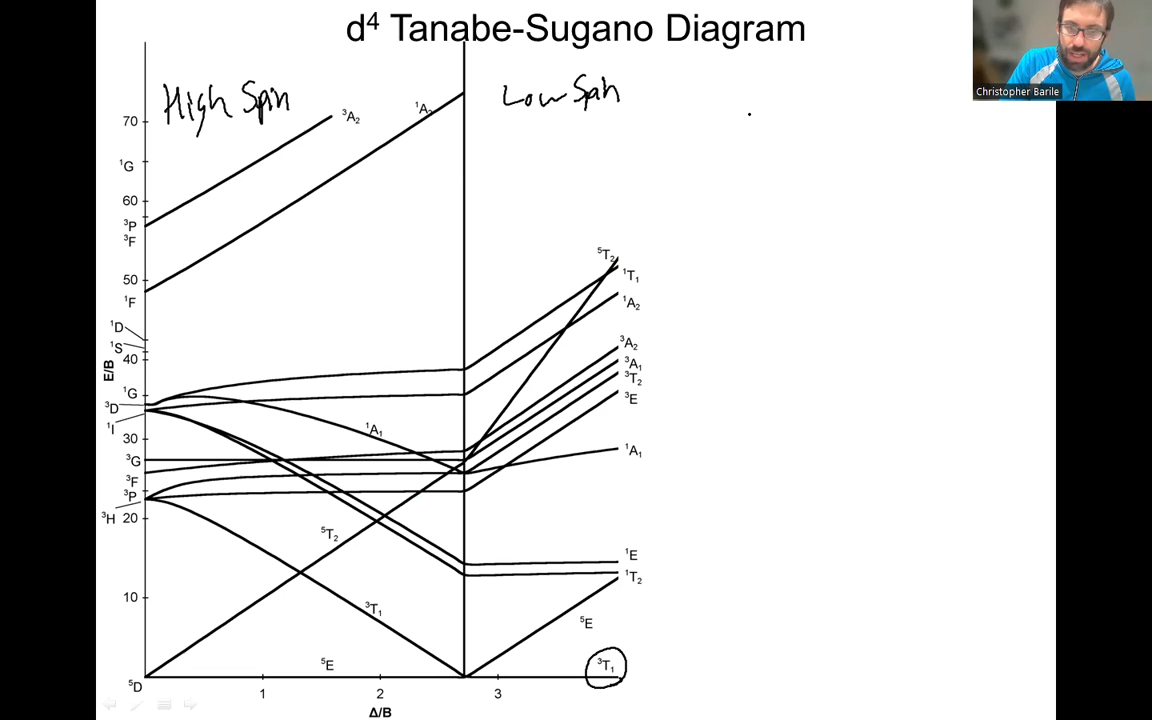 d⁴ Tanabe-Sugano Diagram
Christopher Barile
High Spin
Low Spin
³A₂
¹A₂
70
¹G
60
³P
³F
50
¹F
¹D
¹S
40
E/B
¹G
³D
¹I
30
³G
³F
³P
³H
20
10
⁵D
¹A₁
⁵T₂
³T₁
⁵E
⁵T₂
¹T₁
¹A₂
³A₂
³A₁
³T₂
³E
¹A₁
¹E
¹T₂
⁵E
³T₁
1
2
3
Δ/B